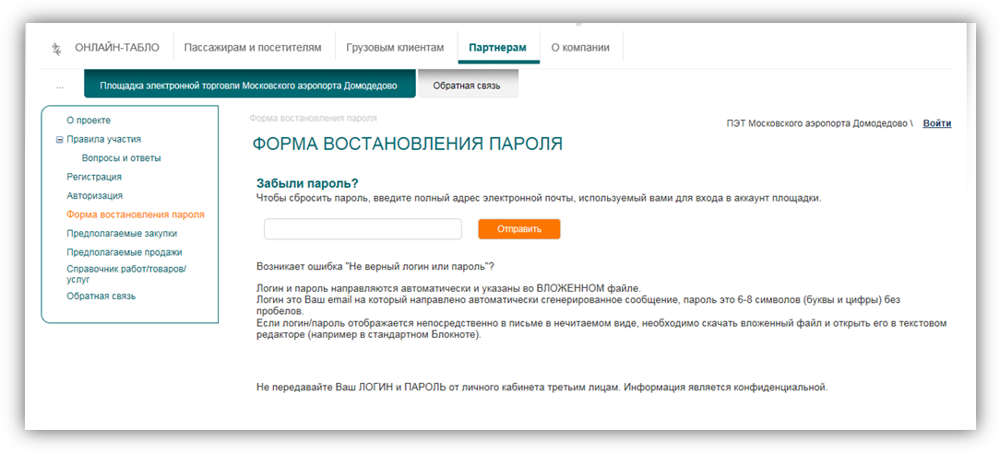 ОНЛАЙН-ТАБЛО
Пассажирам и посетителям
Грузовым клиентам
Партнерам
О компании
...
Площадка электронной торговли Московского аэропорта Домодедово
Обратная связь
О проекте
Правила участия
Вопросы и ответы
Регистрация
Авторизация
Форма востановления пароля
Предполагаемые закупки
Предполагаемые продажи
Справочник работ/товаров/
услуг
Обратная связь
Форма востановления пароля
ПЭТ Московского аэропорта Домодедово \ Войти
ФОРМА ВОСТАНОВЛЕНИЯ ПАРОЛЯ
Забыли пароль?
Чтобы сбросить пароль, введите полный адрес электронной почты, используемый вами для входа в аккаунт площадки.
Отправить
Возникает ошибка "Не верный логин или пароль"?
Логин и пароль направляются автоматически и указаны во ВЛОЖЕННОМ файле.
Логин это Ваш email на который направлено автоматически сгенерированное сообщение, пароль это 6-8 символов (буквы и цифры) без
пробелов.
Если логин/пароль отображается непосредственно в письме в нечитаемом виде, необходимо скачать вложенный файл и открыть его в текстовом
редакторе (например в стандартном Блокноте).
Не передавайте Ваш ЛОГИН и ПАРОЛЬ от личного кабинета третьим лицам. Информация является конфиденциальной.